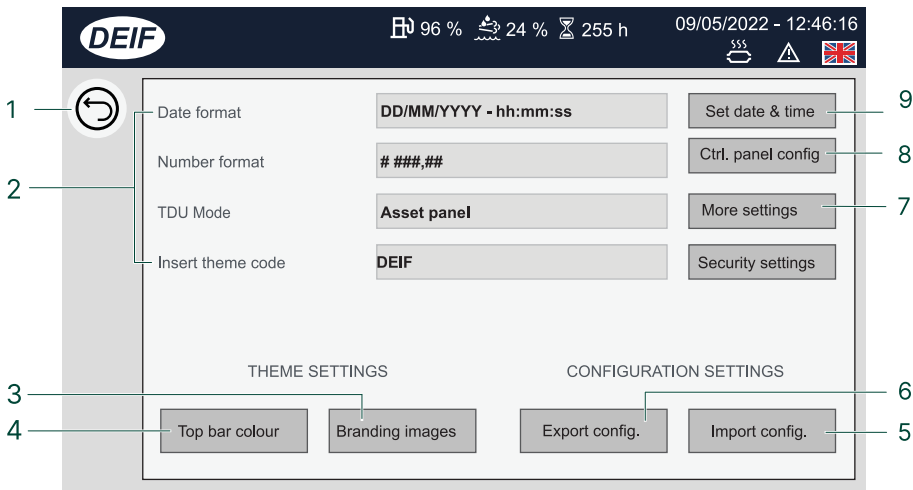 DEIF
96 %
24 %
255 h
09/05/2022 - 12:46:16
1
Date format
DD/MM/YYYY - hh:mm:ss
Set date & time
9
2
Number format
# ###,##
Ctrl. panel config
8
TDU Mode
Asset panel
More settings
7
Insert theme code
DEIF
Security settings
THEME SETTINGS
CONFIGURATION SETTINGS
3
6
4
Top bar colour
Branding images
Export config.
Import config.
5